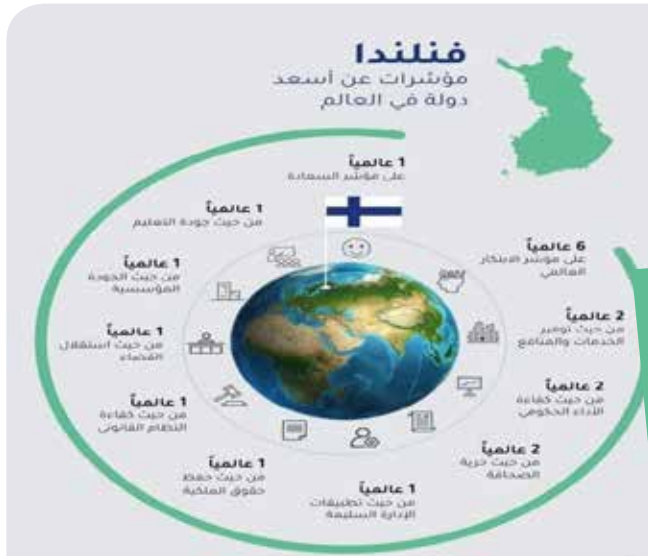 فنلندا
مؤشرات عن أسعد
دولة في العالم
1 عالمياً
على مؤشر السعادة
1 عالمياً
من حيث جودة التعليم
1 عالمياً
من حيث الجودة
المؤسسية
1 عالمياً
من حيث استقلال
القضاء
1 عالمياً
من حيث كفاءة
النظام القانوني
1 عالمياً
من حيث حفظ
حقوق الملكية
1 عالمياً
من حيث تطبيقات
الإدارة السليمة
2 عالمياً
من حيث حرية
الصحافة
2 عالمياً
من حيث كفاءة
الأداء الحكومي
2 عالمياً
من حيث توفير
الخدمات والمنافع
6 عالمياً
على مؤشر الابتكار
العالمي